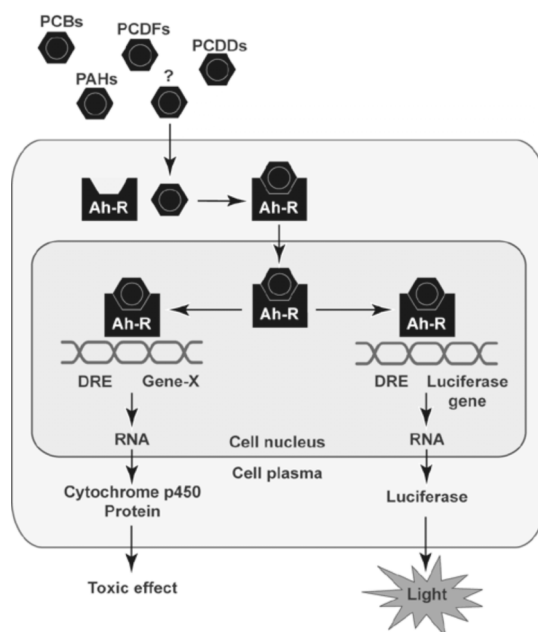 PCBs
PCDFs
PCDDs
PAHs
?
Ah-R
Ah-R
Ah-R
Ah-R
Ah-R
DRE Gene-X
DRE Luciferase
gene
RNA
Cell nucleus
RNA
Cell plasma
Cytochrome p450
Protein
Luciferase
Toxic effect
Light